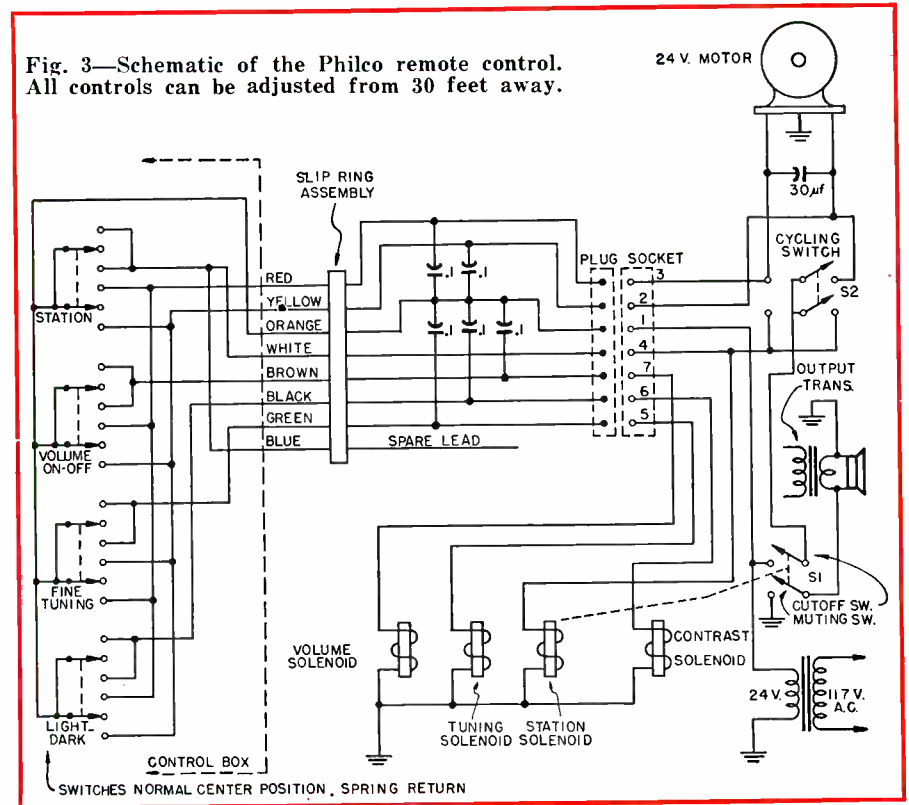 Fig. 3—Schematic of the Philco remote control.
All controls can be adjusted from 30 feet away.
24 V. MOTOR
30µf
SLIP RING
ASSEMBLY
CYCLING
SWITCH
S2
PLUG SOCKET
3
2
1
4
7
6
5
.1
.1
.1
.1
.1
RED
YELLOW
ORANGE
WHITE
BROWN
BLACK
GREEN
BLUE
SPARE LEAD
STATION
VOLUME
ON-OFF
FINE
TUNING
LIGHT-
DARK
OUTPUT
TRANS.
S1
CUTOFF SW.
MUTING SW.
VOLUME
SOLENOID
TUNING
SOLENOID
STATION
SOLENOID
CONTRAST
SOLENOID
24 V.
117 V.
A.C.
CONTROL BOX
SWITCHES NORMAL CENTER POSITION, SPRING RETURN